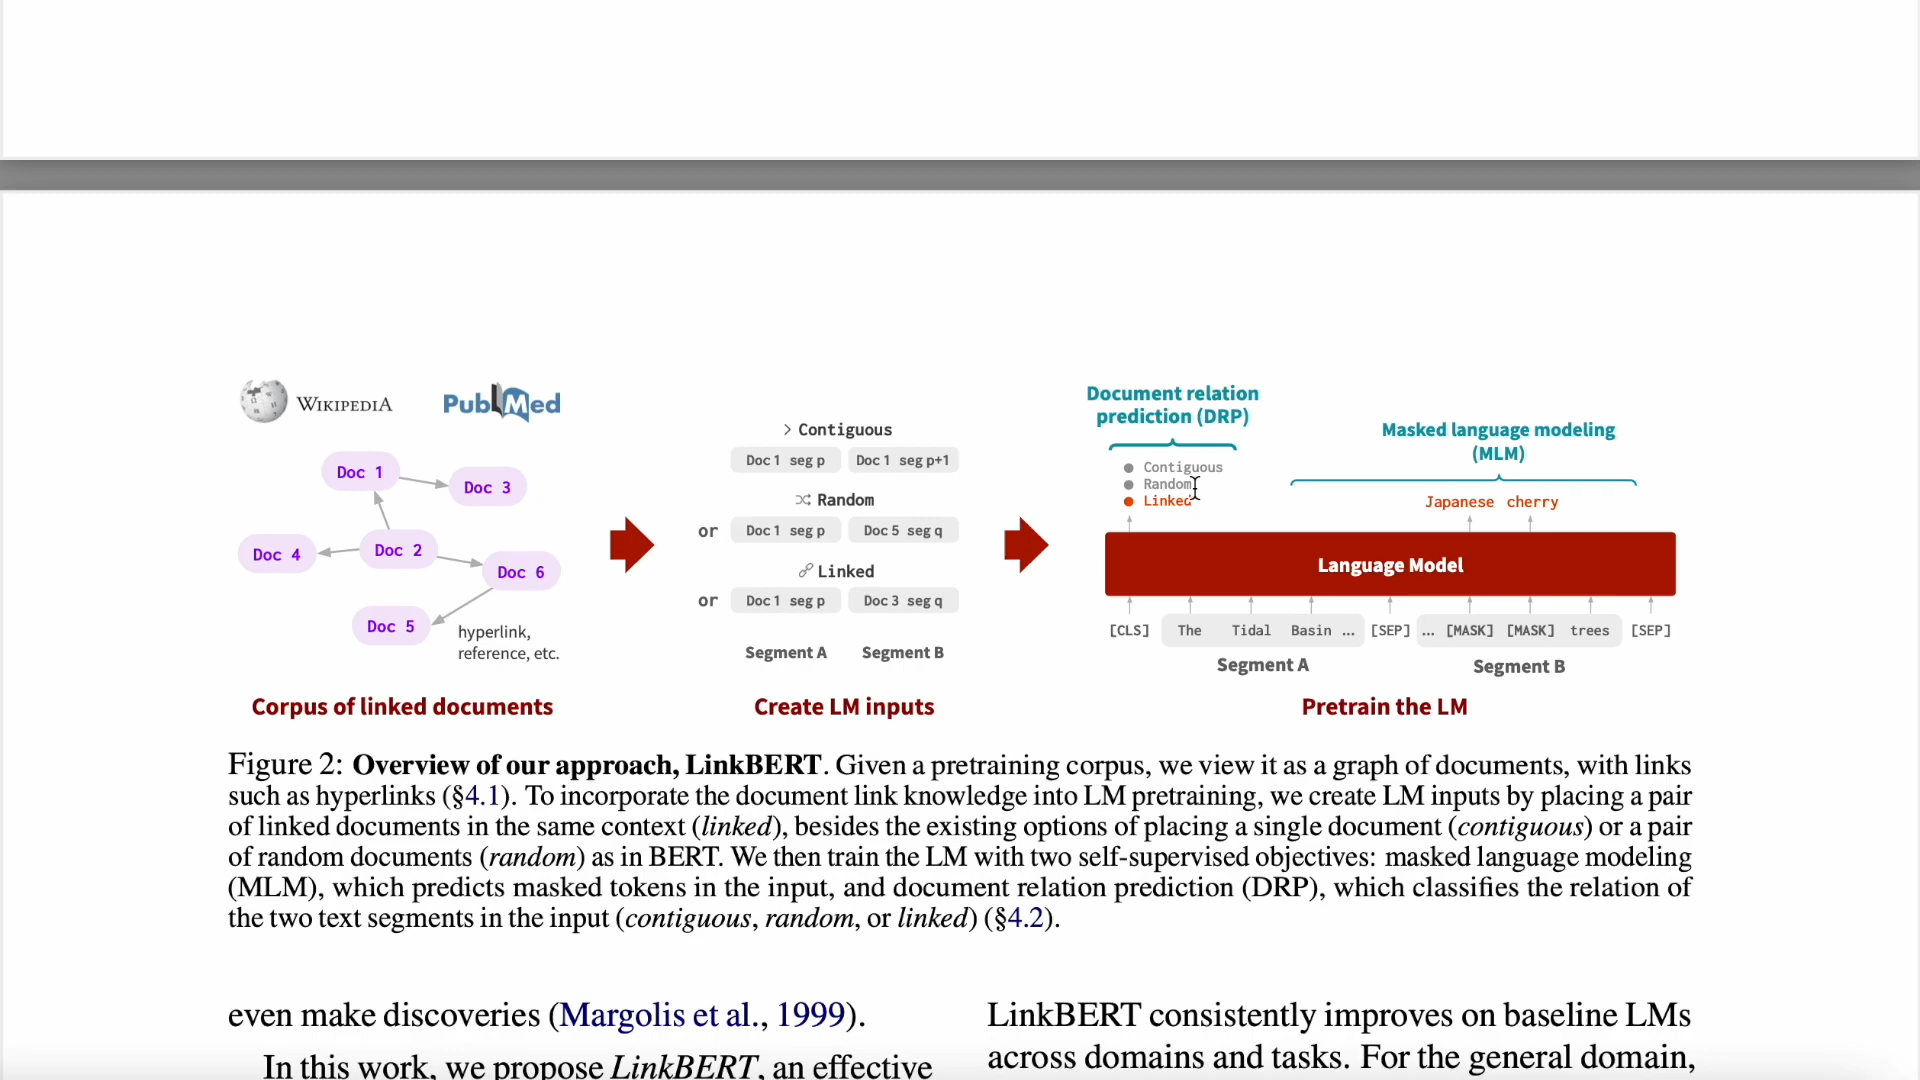 WIKIPEDIA
PubMed
Doc 1
Doc 3
Doc 2
Doc 4
Doc 6
Doc 5
hyperlink,
reference, etc.
Corpus of linked documents
> Contiguous
Doc 1 seg p Doc 1 seg p+1
Random
or Doc 1 seg p Doc 5 seg q
Linked
or Doc 1 seg p Doc 3 seg q
Segment A Segment B
Create LM inputs
Document relation
prediction (DRP)
Contiguous
Random
Linked
Masked language modeling
(MLM)
Japanese cherry
Language Model
[CLS] The Tidal Basin ... [SEP] ... [MASK] [MASK] trees [SEP]
Segment A Segment B
Pretrain the LM
Figure 2: Overview of our approach, LinkBERT. Given a pretraining corpus, we view it as a graph of documents, with links
such as hyperlinks (§4.1). To incorporate the document link knowledge into LM pretraining, we create LM inputs by placing a pair
of linked documents in the same context (linked), besides the existing options of placing a single document (contiguous) or a pair
of random documents (random) as in BERT. We then train the LM with two self-supervised objectives: masked language modeling
(MLM), which predicts masked tokens in the input, and document relation prediction (DRP), which classifies the relation of
the two text segments in the input (contiguous, random, or linked) (§4.2).
even make discoveries (Margolis et al., 1999).
In this work, we propose LinkBERT, an effective
LinkBERT consistently improves on baseline LMs
across domains and tasks. For the general domain,